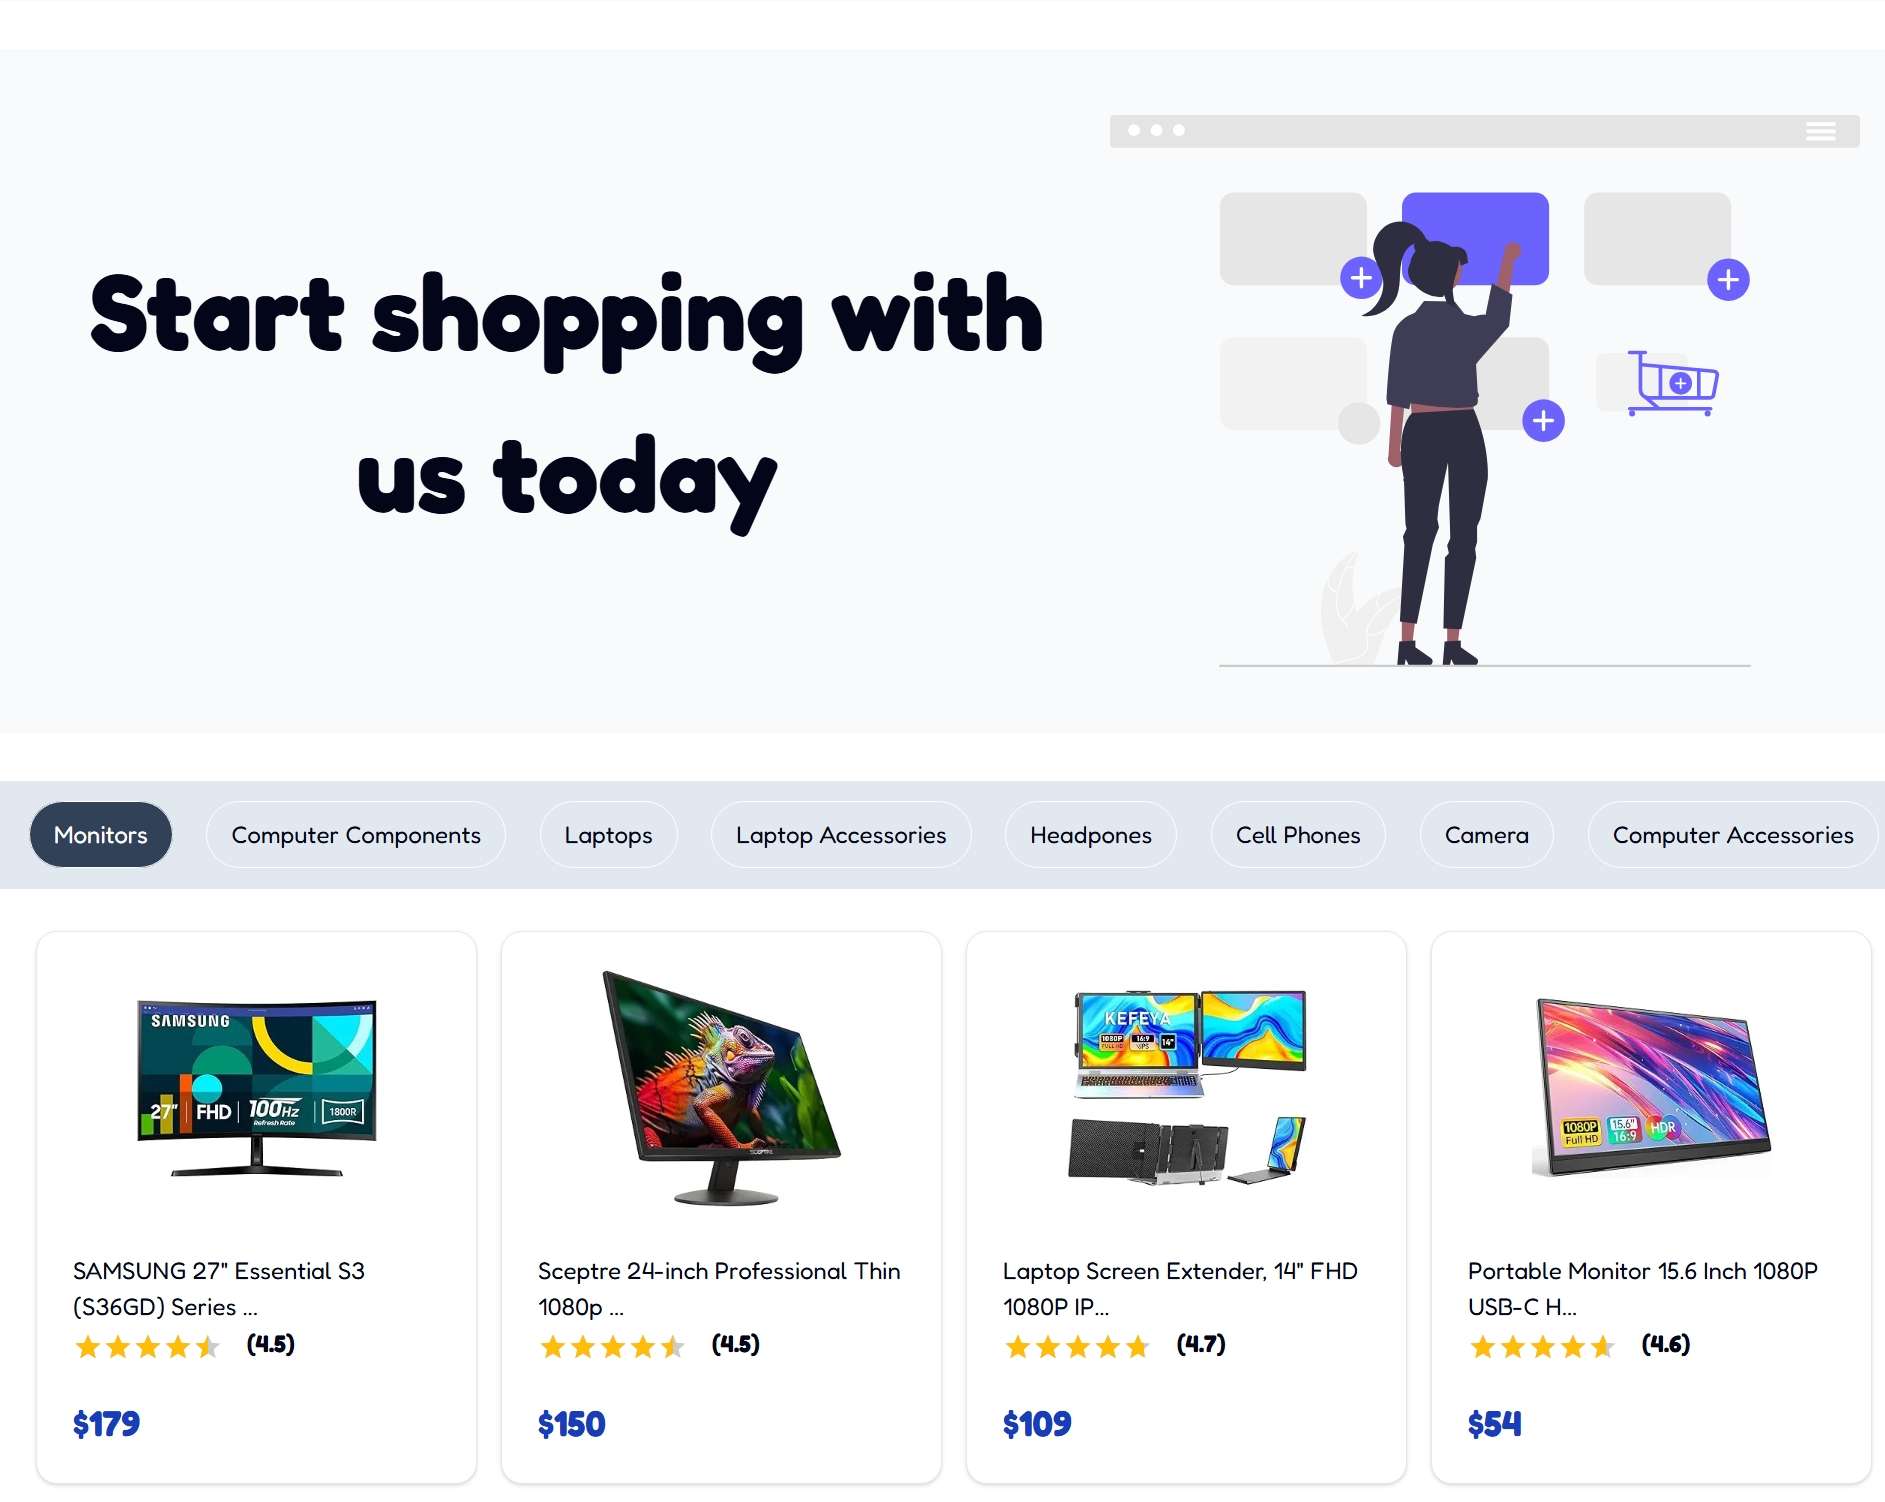 Start shopping with
us today
Monitors
Computer Components
Laptops
Laptop Accessories
Headpones
Cell Phones
Camera
Computer Accessories
SAMSUNG
27" FHD 100Hz 1800R
Refresh Rate
SCEPTRE
KEFEYA
1080P 16:9 14"
FULL HD IPS
1080P 15.6" HDR
Full HD 16:9
SAMSUNG 27" Essential S3
(S36GD) Series ...
(4.5)
$179
Sceptre 24-inch Professional Thin
1080p ...
(4.5)
$150
Laptop Screen Extender, 14" FHD
1080P IP...
(4.7)
$109
Portable Monitor 15.6 Inch 1080P
USB-C H...
(4.6)
$54